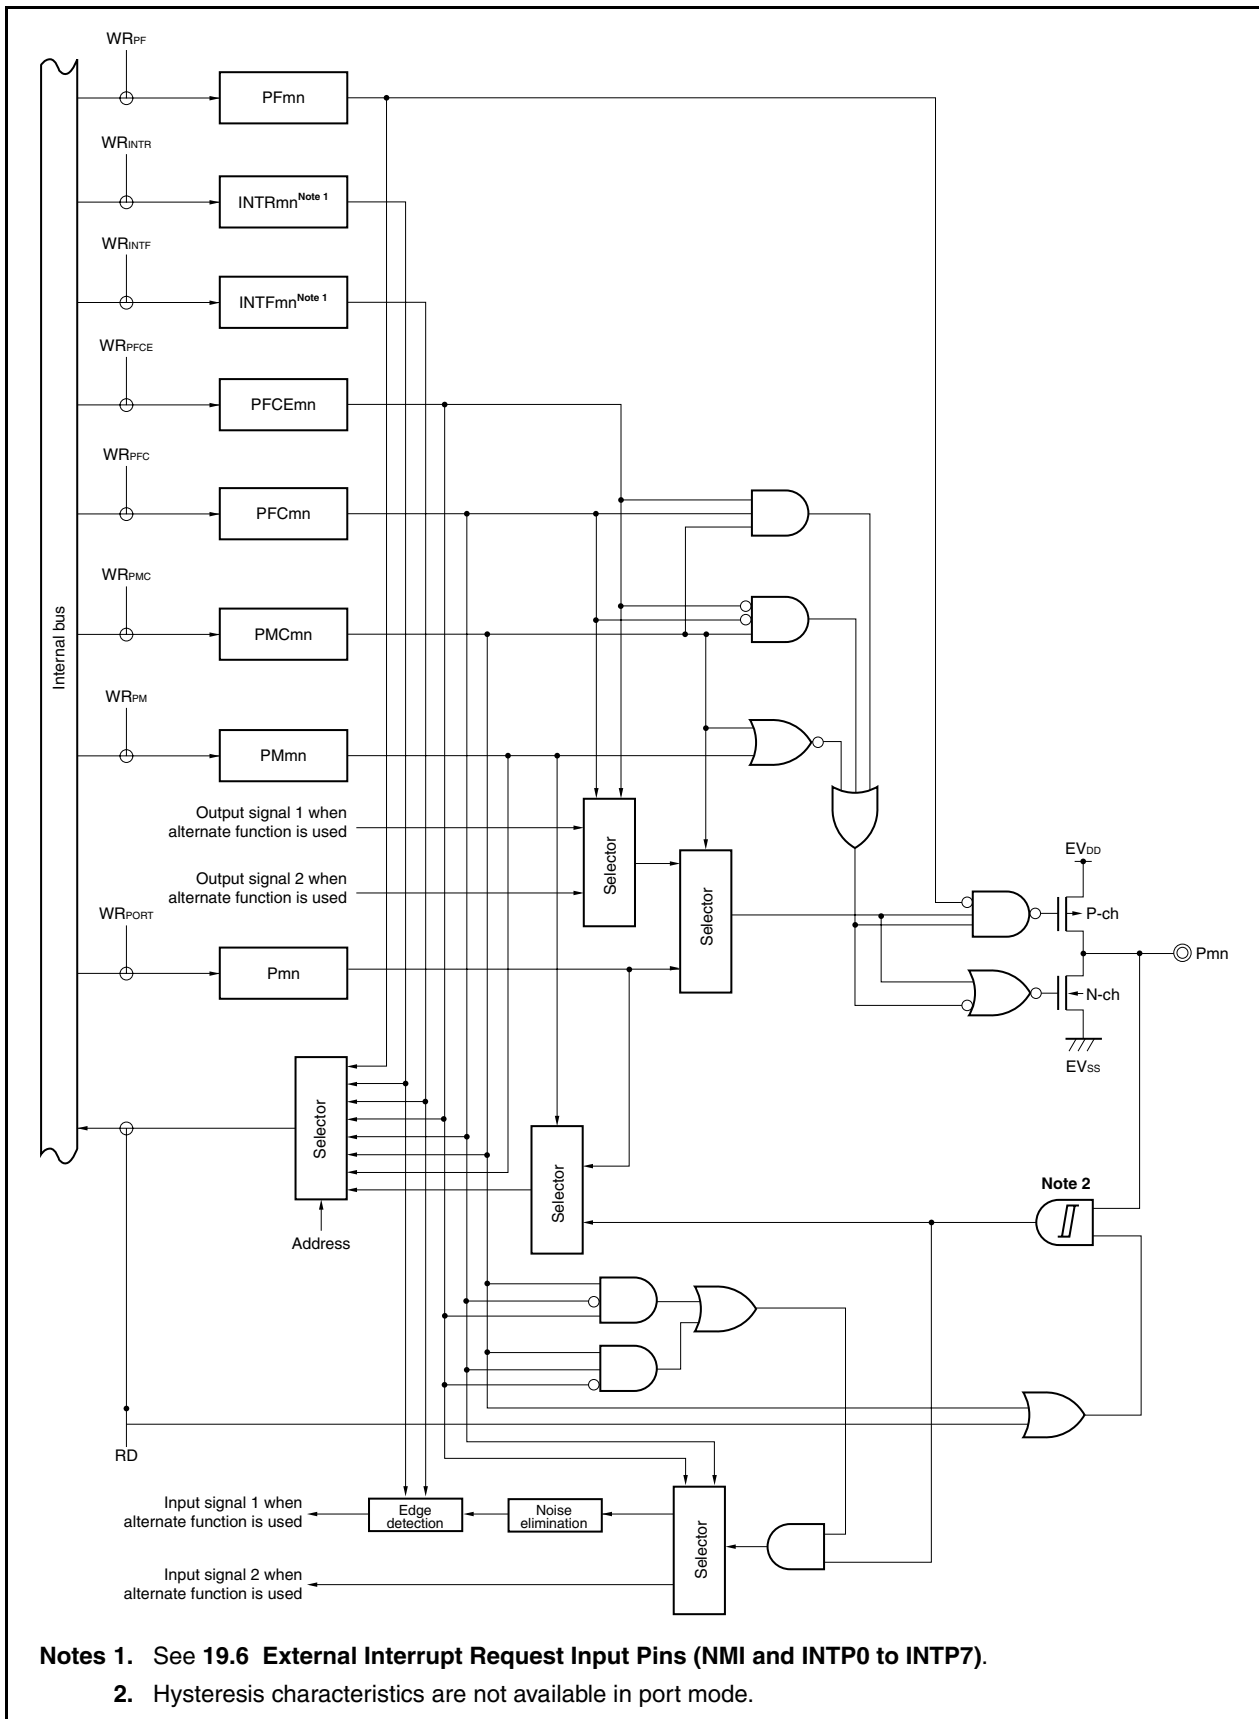 WRPF
PFmn
WRINTR
INTRmnNote 1
WRINTF
INTFmnNote 1
WRPFCE
PFCEmn
WRPFC
PFCmn
WRPMC
PMCmn
Internal bus
WRPM
PMmn
Output signal 1 when
alternate function is used
Output signal 2 when
alternate function is used
Selector
Selector
WRPORT
Pmn
EVDD
P-ch
Pmn
N-ch
EVSS
Selector
Address
Selector
Note 2
RD
Input signal 1 when
alternate function is used
Edge
detection
Noise
elimination
Selector
Input signal 2 when
alternate function is used
Notes 1. See 19.6 External Interrupt Request Input Pins (NMI and INTP0 to INTP7).
2. Hysteresis characteristics are not available in port mode.